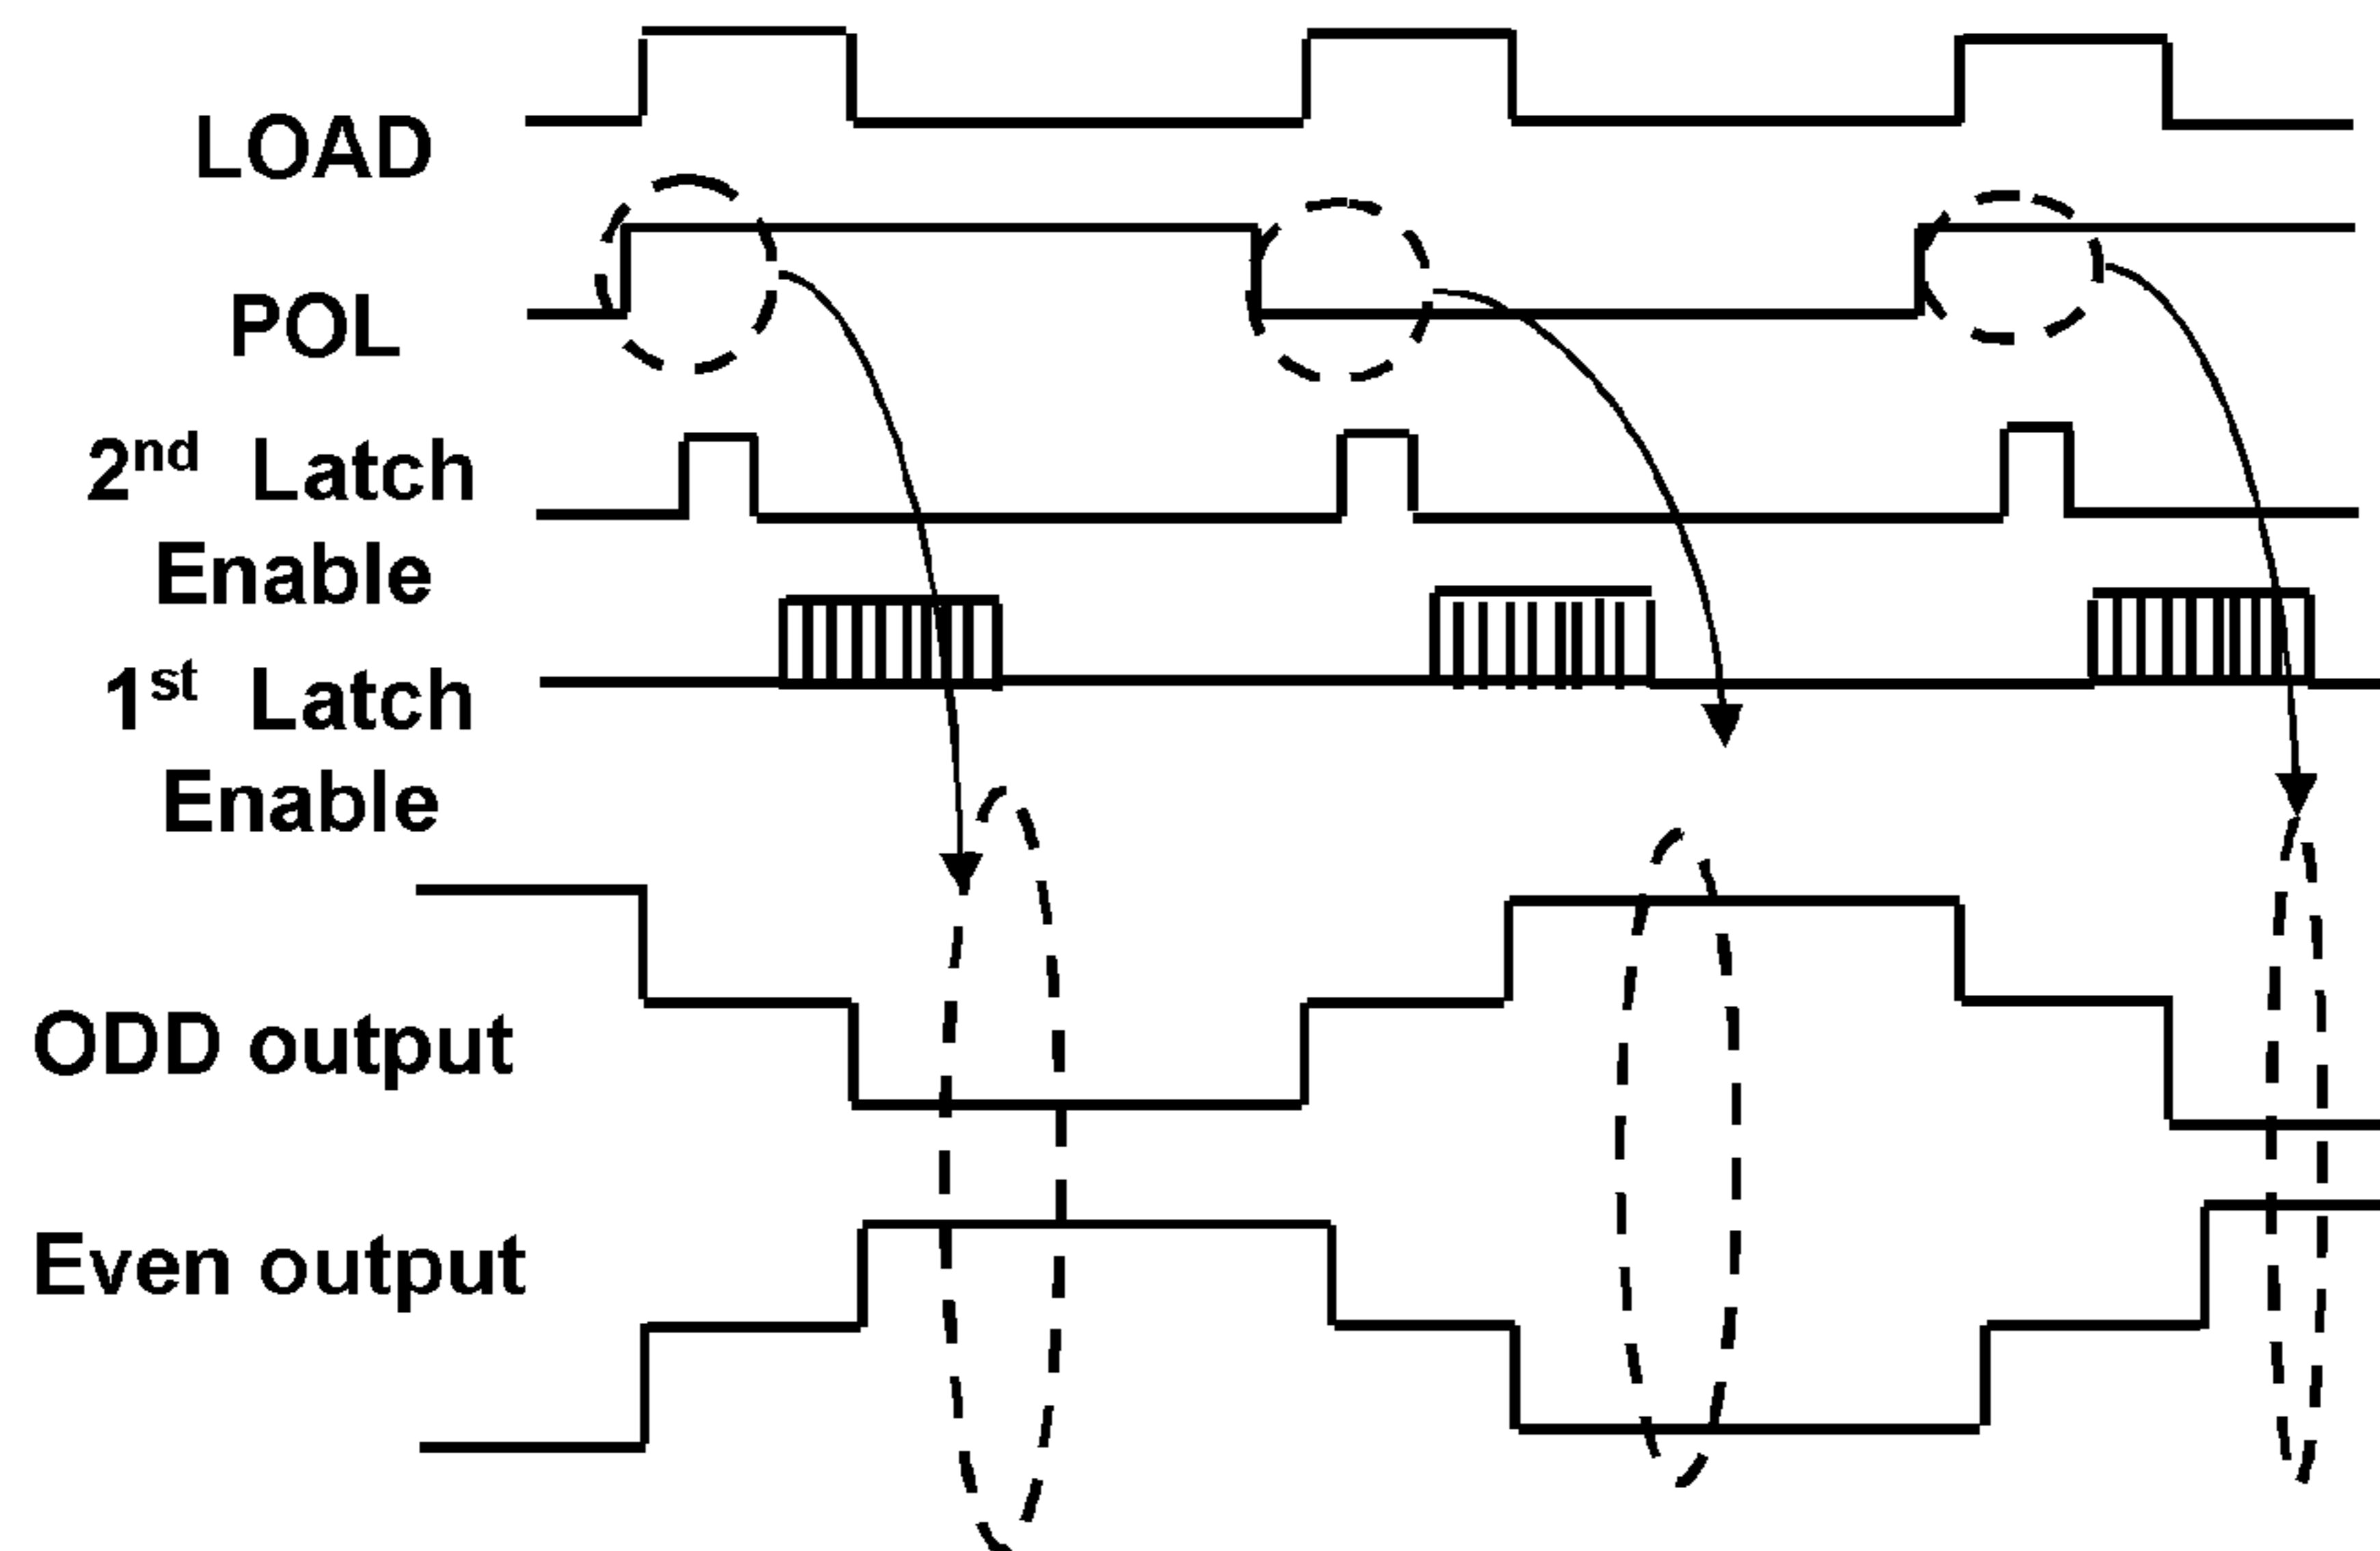 LOAD
POL
2nd Latch
Enable
1st Latch
Enable
ODD output
Even output